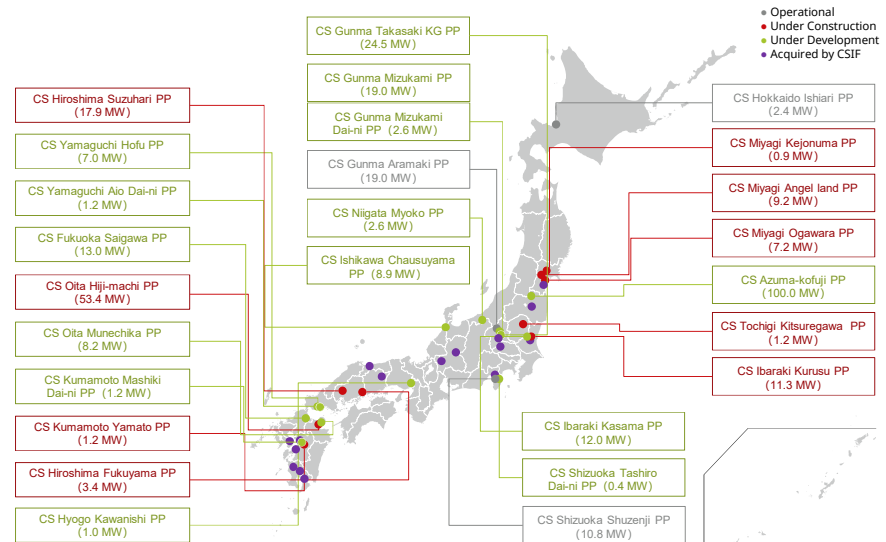 Operational
Under Construction
Under Development
Acquired by CSIF
CS Hiroshima Suzuhari PP
(17.9 MW)
CS Yamaguchi Hofu PP
(7.0 MW)
CS Yamaguchi Aio Dai-ni PP
(1.2 MW)
CS Fukuoka Saigawa PP
(13.0 MW)
CS Oita Hiji-machi PP
(53.4 MW)
CS Oita Munechika PP
(8.2 MW)
CS Kumamoto Mashiki
Dai-ni PP (1.2 MW)
CS Kumamoto Yamato PP
(1.2 MW)
CS Hiroshima Fukuyama PP
(3.4 MW)
CS Hyogo Kawanishi PP
(1.0 MW)
CS Gunma Takasaki KG PP
(24.5 MW)
CS Gunma Mizukami PP
(19.0 MW)
CS Gunma Mizukami
Dai-ni PP (2.6 MW)
CS Gunma Aramaki PP
(19.0 MW)
CS Niigata Myoko PP
(2.6 MW)
CS Ishikawa Chausuyama
PP (8.9 MW)
CS Hokkaido Ishiari PP
(2.4 MW)
CS Miyagi Kejonuma PP
(0.9 MW)
CS Miyagi Angel land PP
(9.2 MW)
CS Miyagi Ogawara PP
(7.2 MW)
CS Azuma-kofuji PP
(100.0 MW)
CS Tochigi Kitsuregawa PP
(1.2 MW)
CS Ibaraki Kurusu PP
(11.3 MW)
CS Ibaraki Kasama PP
(12.0 MW)
CS Shizuoka Tashiro
Dai-ni PP (0.4 MW)
CS Shizuoka Shuzenji PP
(10.8 MW)